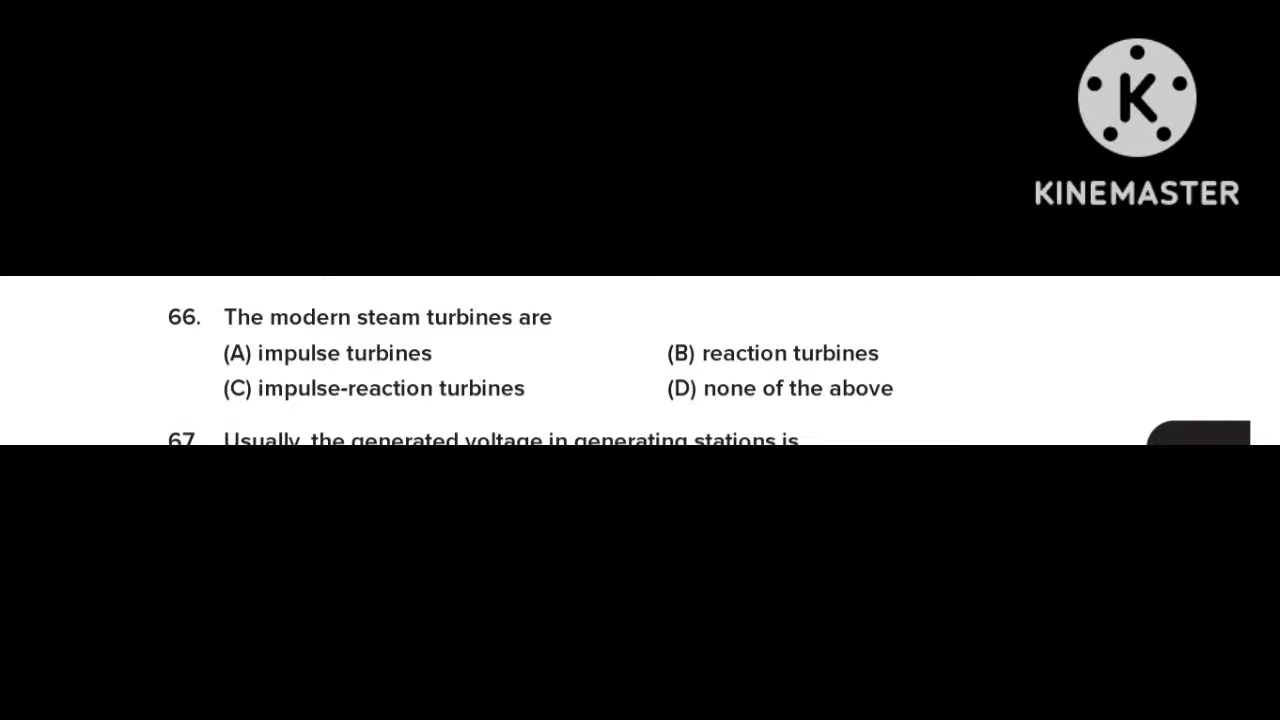 K
KINEMASTER
66. The modern steam turbines are
(A) impulse turbines (B) reaction turbines
(C) impulse-reaction turbines (D) none of the above
67. Usually, the generated voltage in generating stations is